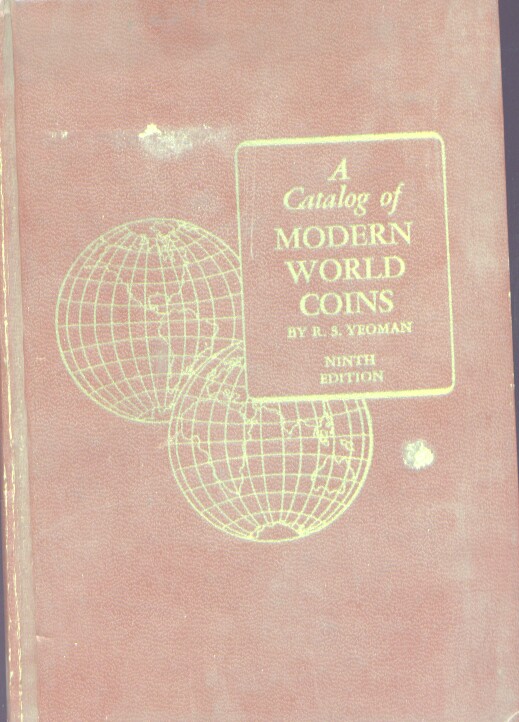 A
Catalog of
MODERN
WORLD
COINS
BY R. S. YEOMAN
NINTH
EDITION